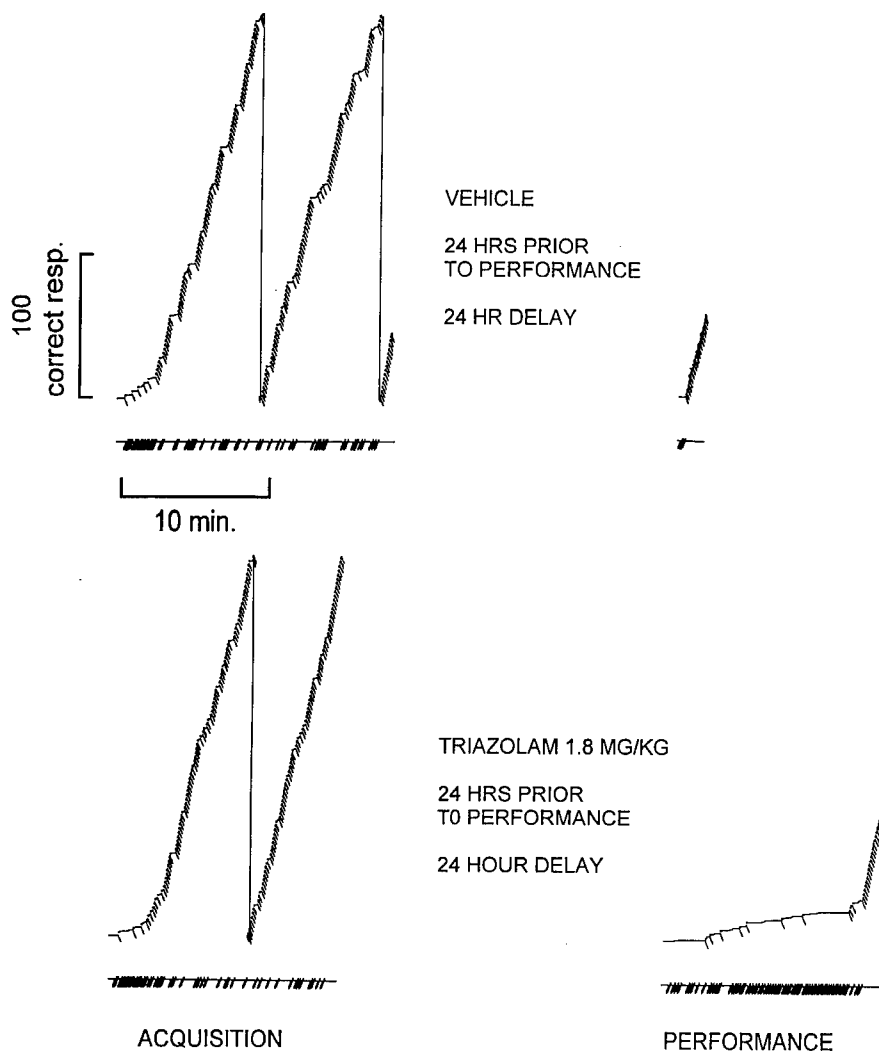 VEHICLE
24 HRS PRIOR
TO PERFORMANCE
24 HR DELAY
100
correct resp.
10 min.
TRIAZOLAM 1.8 MG/KG
24 HRS PRIOR
T0 PERFORMANCE
24 HOUR DELAY
ACQUISITION
PERFORMANCE